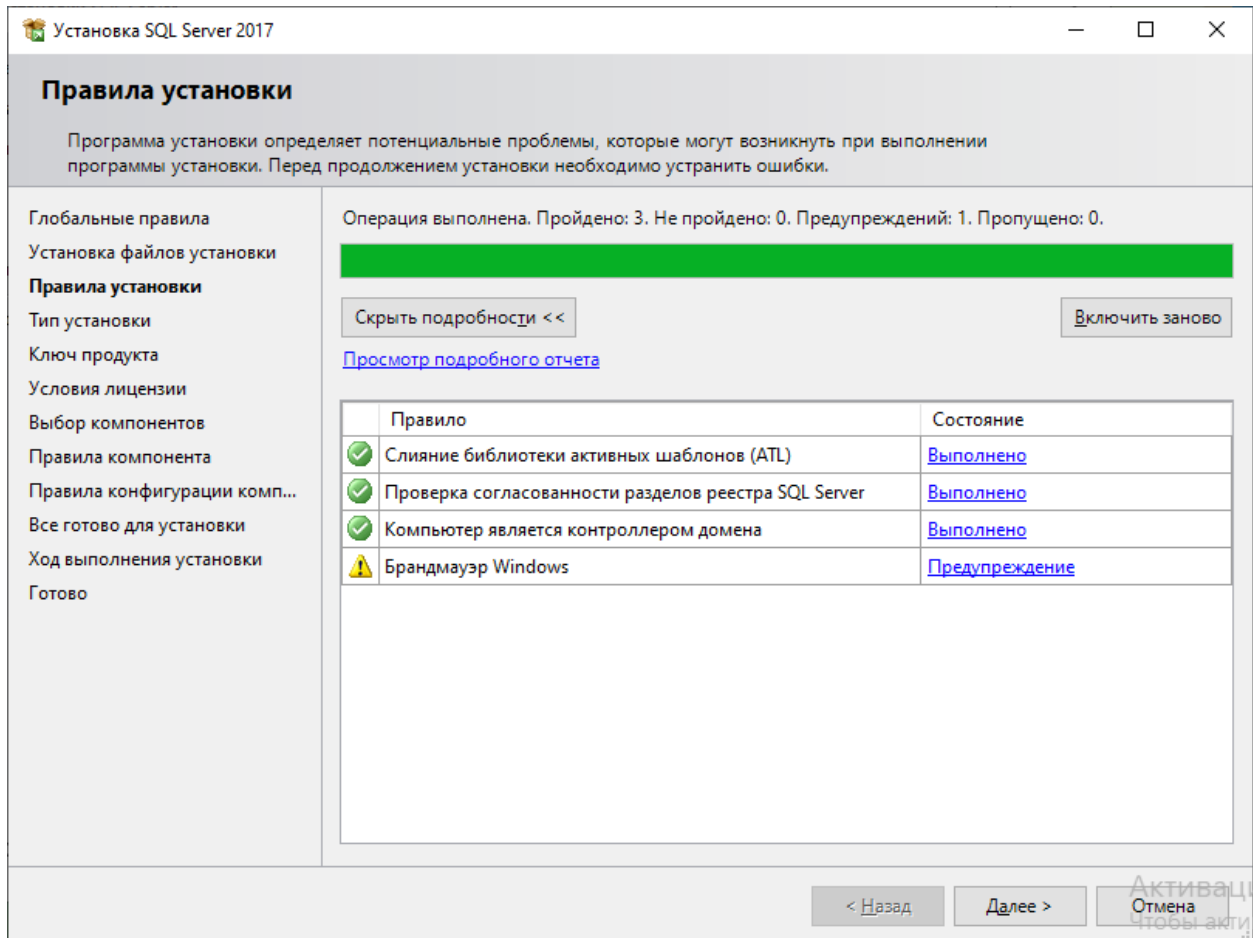 Установка SQL Server 2017
Правила установки
Программа установки определяет потенциальные проблемы, которые могут возникнуть при выполнении
программы установки. Перед продолжением установки необходимо устранить ошибки.
Глобальные правила
Установка файлов установки
Правила установки
Тип установки
Ключ продукта
Условия лицензии
Выбор компонентов
Правила компонента
Правила конфигурации комп...
Все готово для установки
Ход выполнения установки
Готово
Операция выполнена. Пройдено: 3. Не пройдено: 0. Предупреждений: 1. Пропущено: 0.
Скрыть подробности <<
Включить заново
Просмотр подробного отчета
Правило Состояние
Слияние библиотеки активных шаблонов (ATL) Выполнено
Проверка согласованности разделов реестра SQL Server Выполнено
Компьютер является контроллером домена Выполнено
Брандмауэр Windows Предупреждение
< Назад
Далее >
Отмена